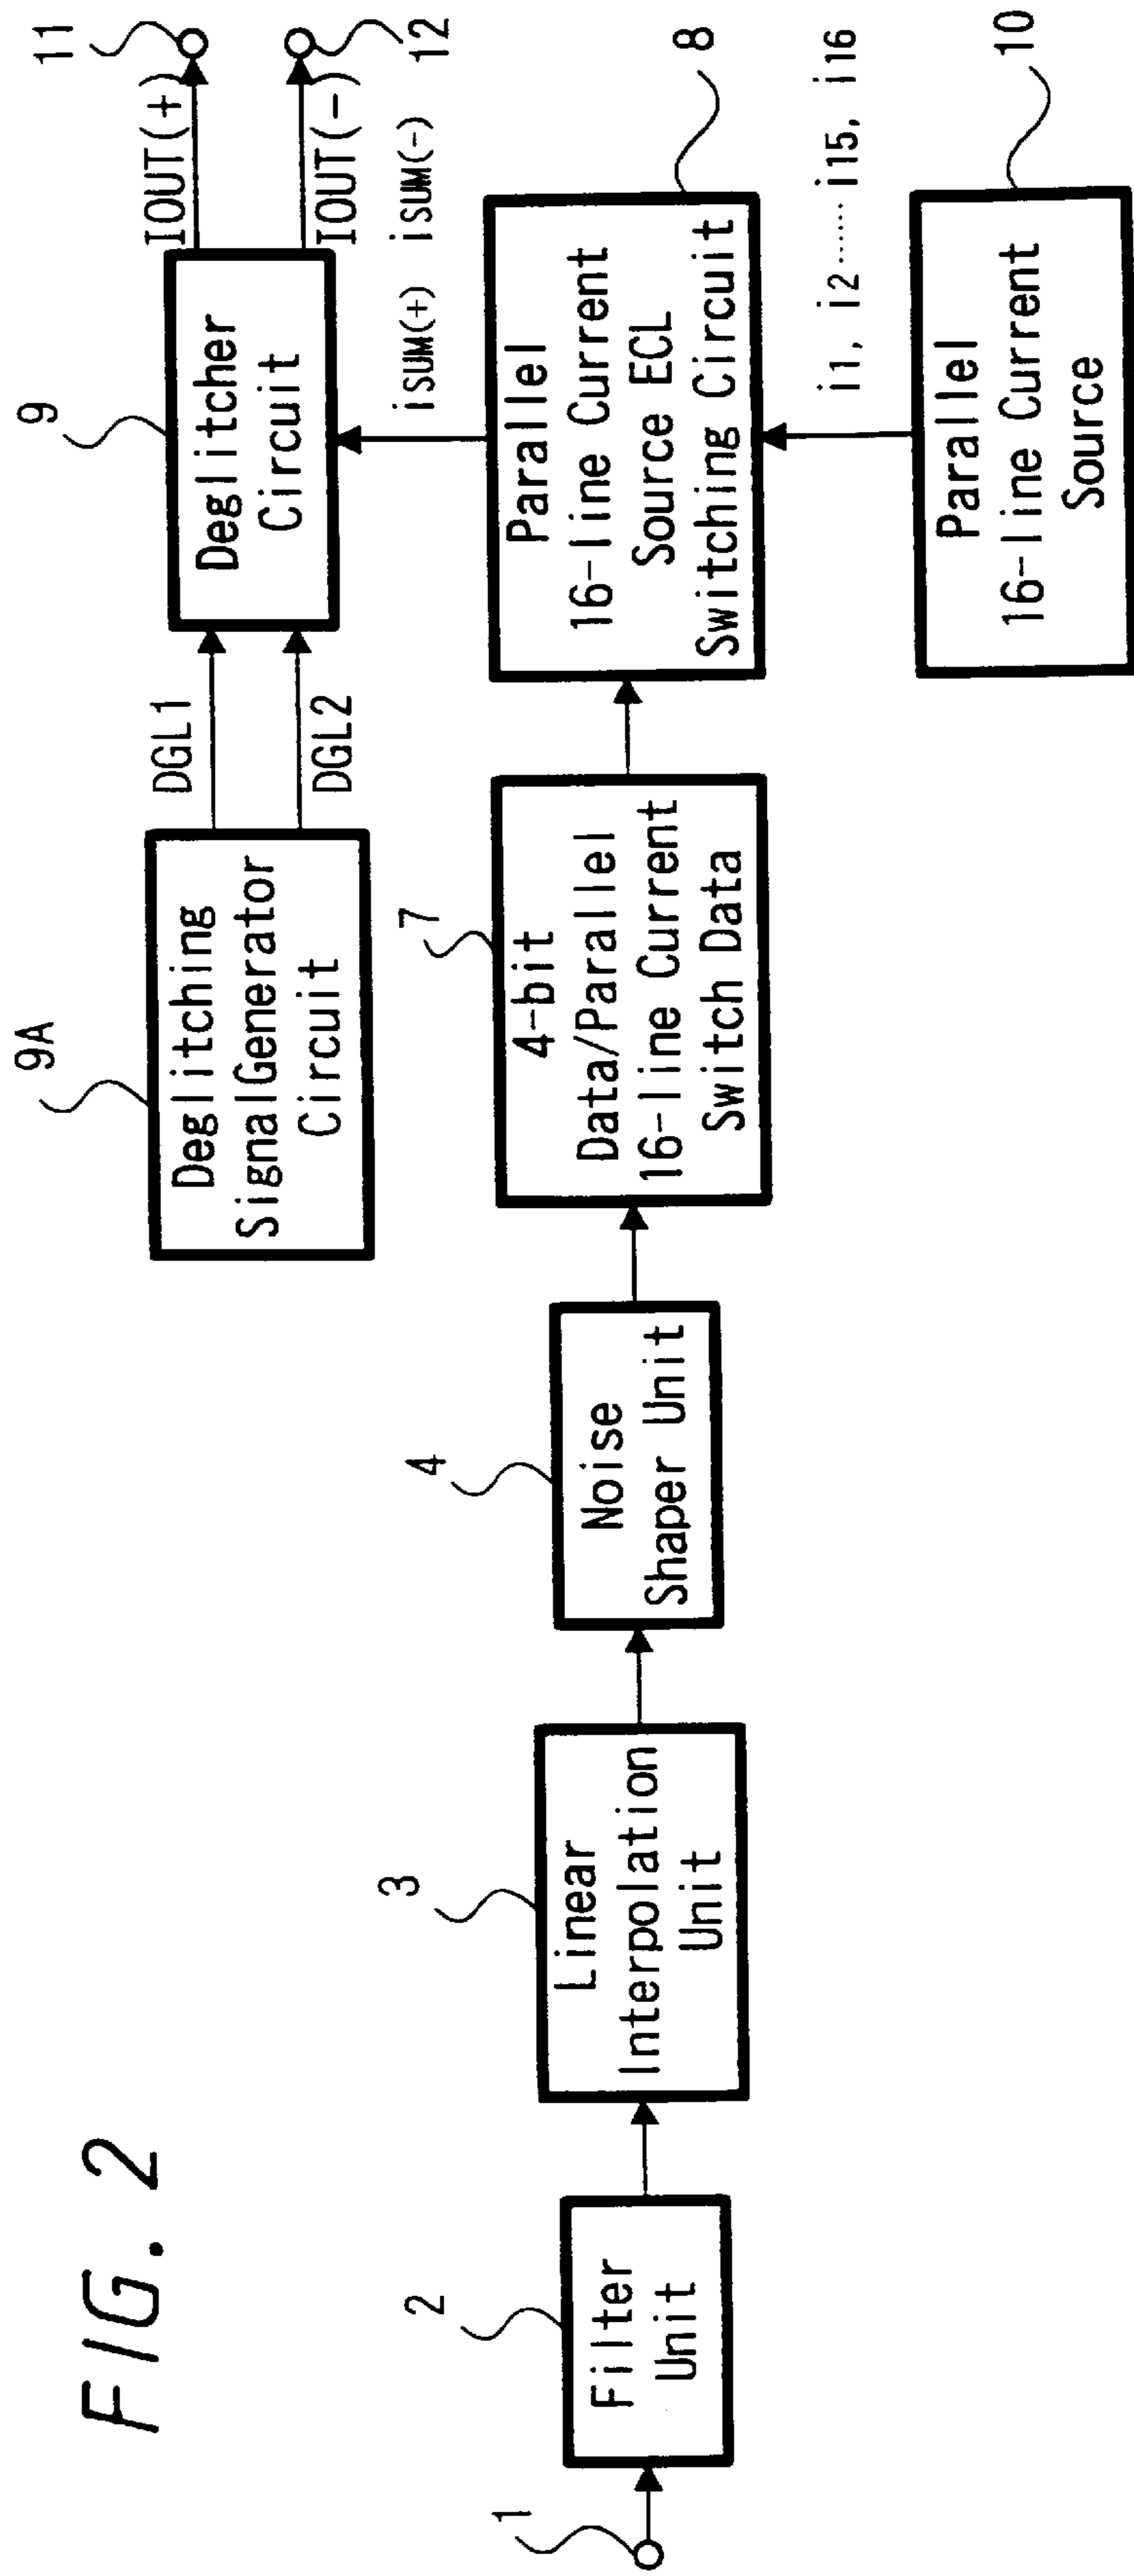 FIG. 2
1
2
Filter
Unit
3
Linear
Interpolation
Unit
4
Noise
Shaper Unit
7
4-bit
Data/Parallel
16-line Current
Switch Data
9A
Deglitching
SignalGenerator
Circuit
DGL1
DGL2
9
Deglitcher
Circuit
IOUT(+)
IOUT(-)
11
12
iSUM(+) iSUM(-)
8
Parallel
16-line Current
Source ECL
Switching Circuit
i1, i2······i15, i16
10
Parallel
16-line Current
Source